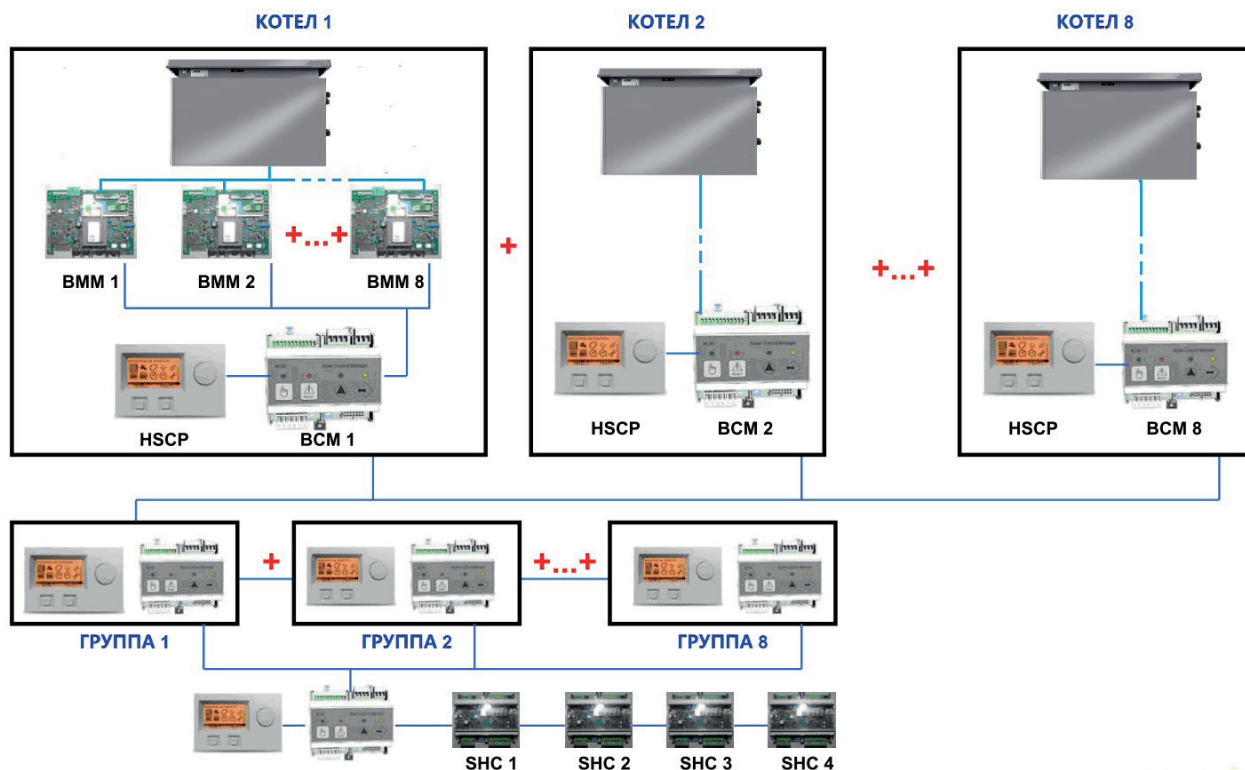 КОТЕЛ 1 КОТЕЛ 2 КОТЕЛ 8
BMM 1 BMM 2 +...+ BMM 8
+
+...+
HSCP BCM 1 HSCP BCM 2 HSCP BCM 8
+ +...+
ГРУППА 1 ГРУППА 2 ГРУППА 8
SHC 1 SHC 2 SHC 3 SHC 4